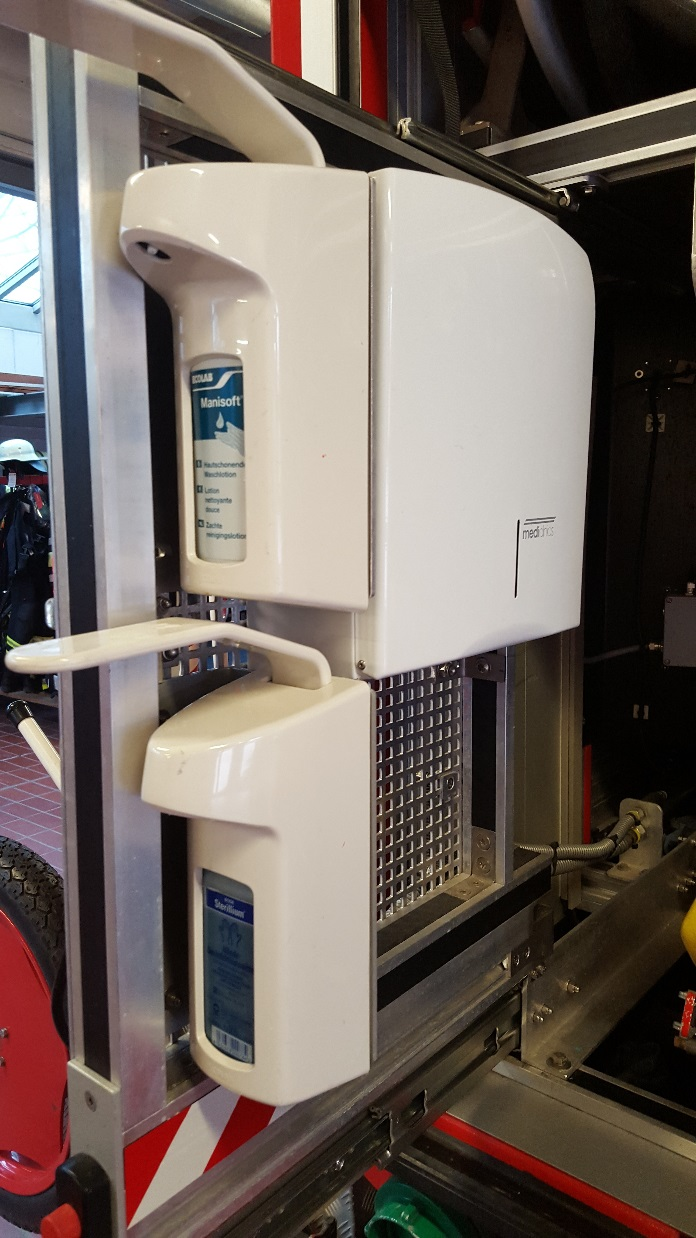 ECOLAB
Manisoft
Hautschonende
Waschlotion
Lotion
nettoyante
douce
Zachte
reinigingslotion
mediclinics
Sterillium